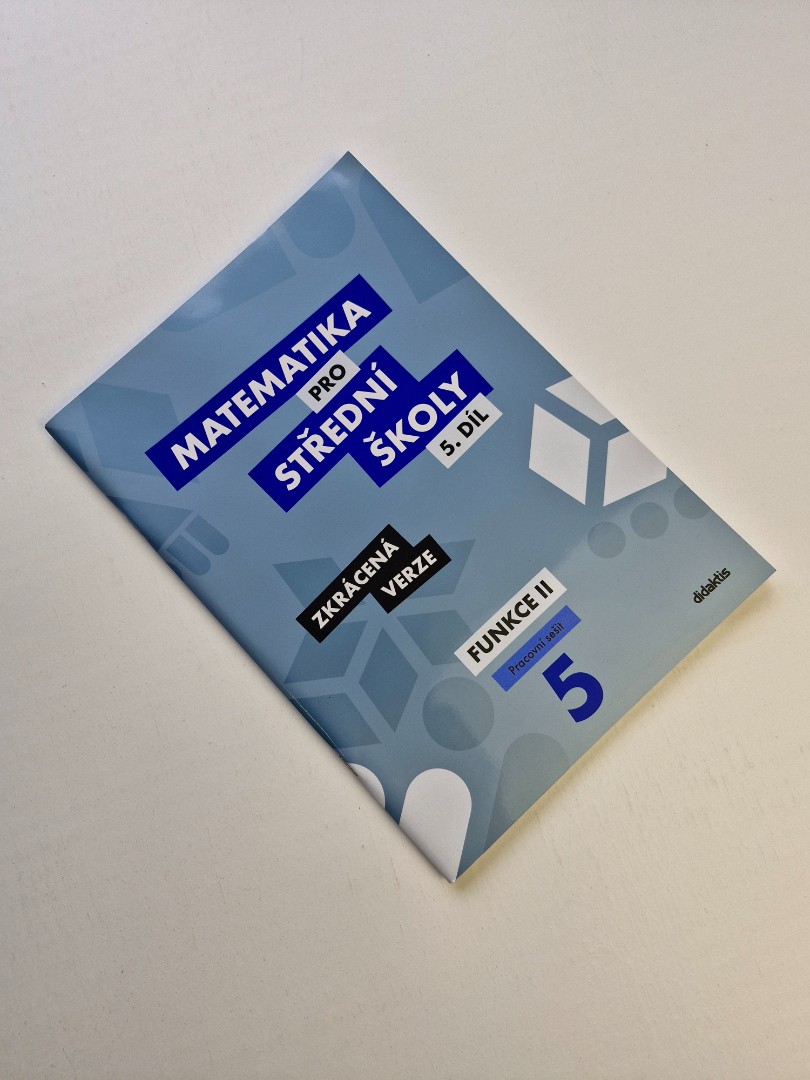 MATEMATIKA
PRO
STŘEDNÍ
ŠKOLY
5. DÍL
ZKRÁCENÁ
VERZE
FUNKCE II
Pracovní sešit
5
didaktis